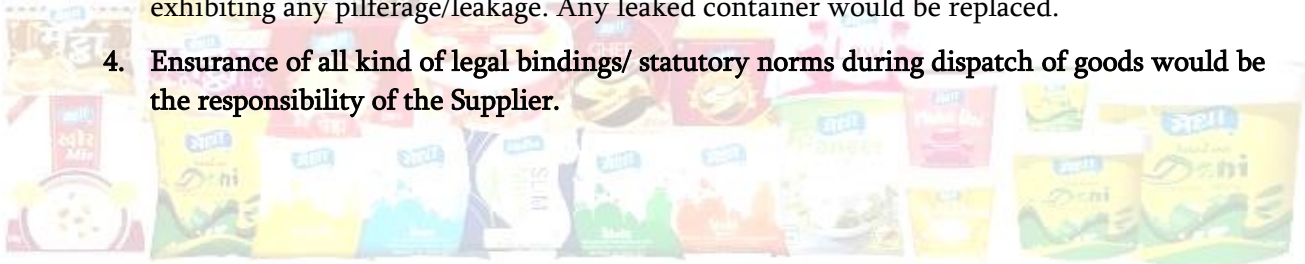 exhibiting any pilferage/leakage. Any leaked container would be replaced.
4. Ensurance of all kind of legal bindings/ statutory norms during dispatch of goods would be
the responsibility of the Supplier.